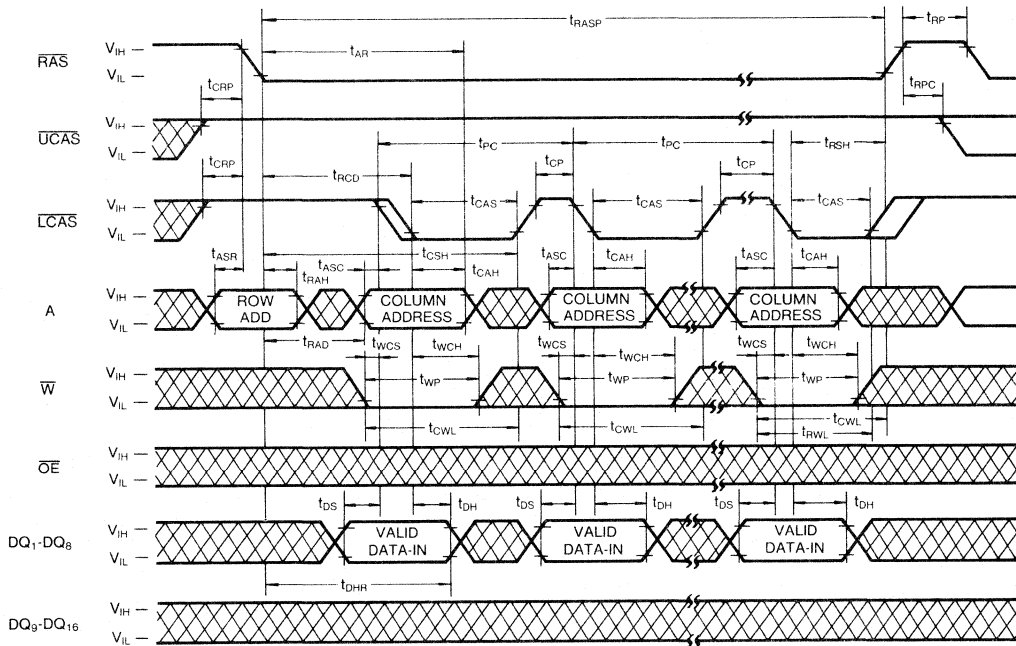 tRASP tRP
RAS VIH tAR
VIL
tCRP tRPC
UCAS VIH
VIL tPC tPC tRSH
tCRP tRCD tCP tCP
LCAS VIH tCAS tCAS tCAS
VIL
tASR tRAH tASC tCSH tCAH tASC tCAH tASC tCAH
A VIH ROW ADD COLUMN ADDRESS COLUMN ADDRESS COLUMN ADDRESS
VIL
tRAD tWCS tWCH tWCS tWCH tWCS tWCH
W VIH tWP tWP tWP
VIL
tCWL tCWL tCWL
tRWL
OE VIH
VIL
tDS tDH tDS tDH tDS tDH
DQ1-DQ8 VIH VALID DATA-IN VALID DATA-IN VALID DATA-IN
VIL
tDHR
DQ9-DQ16 VIH
VIL